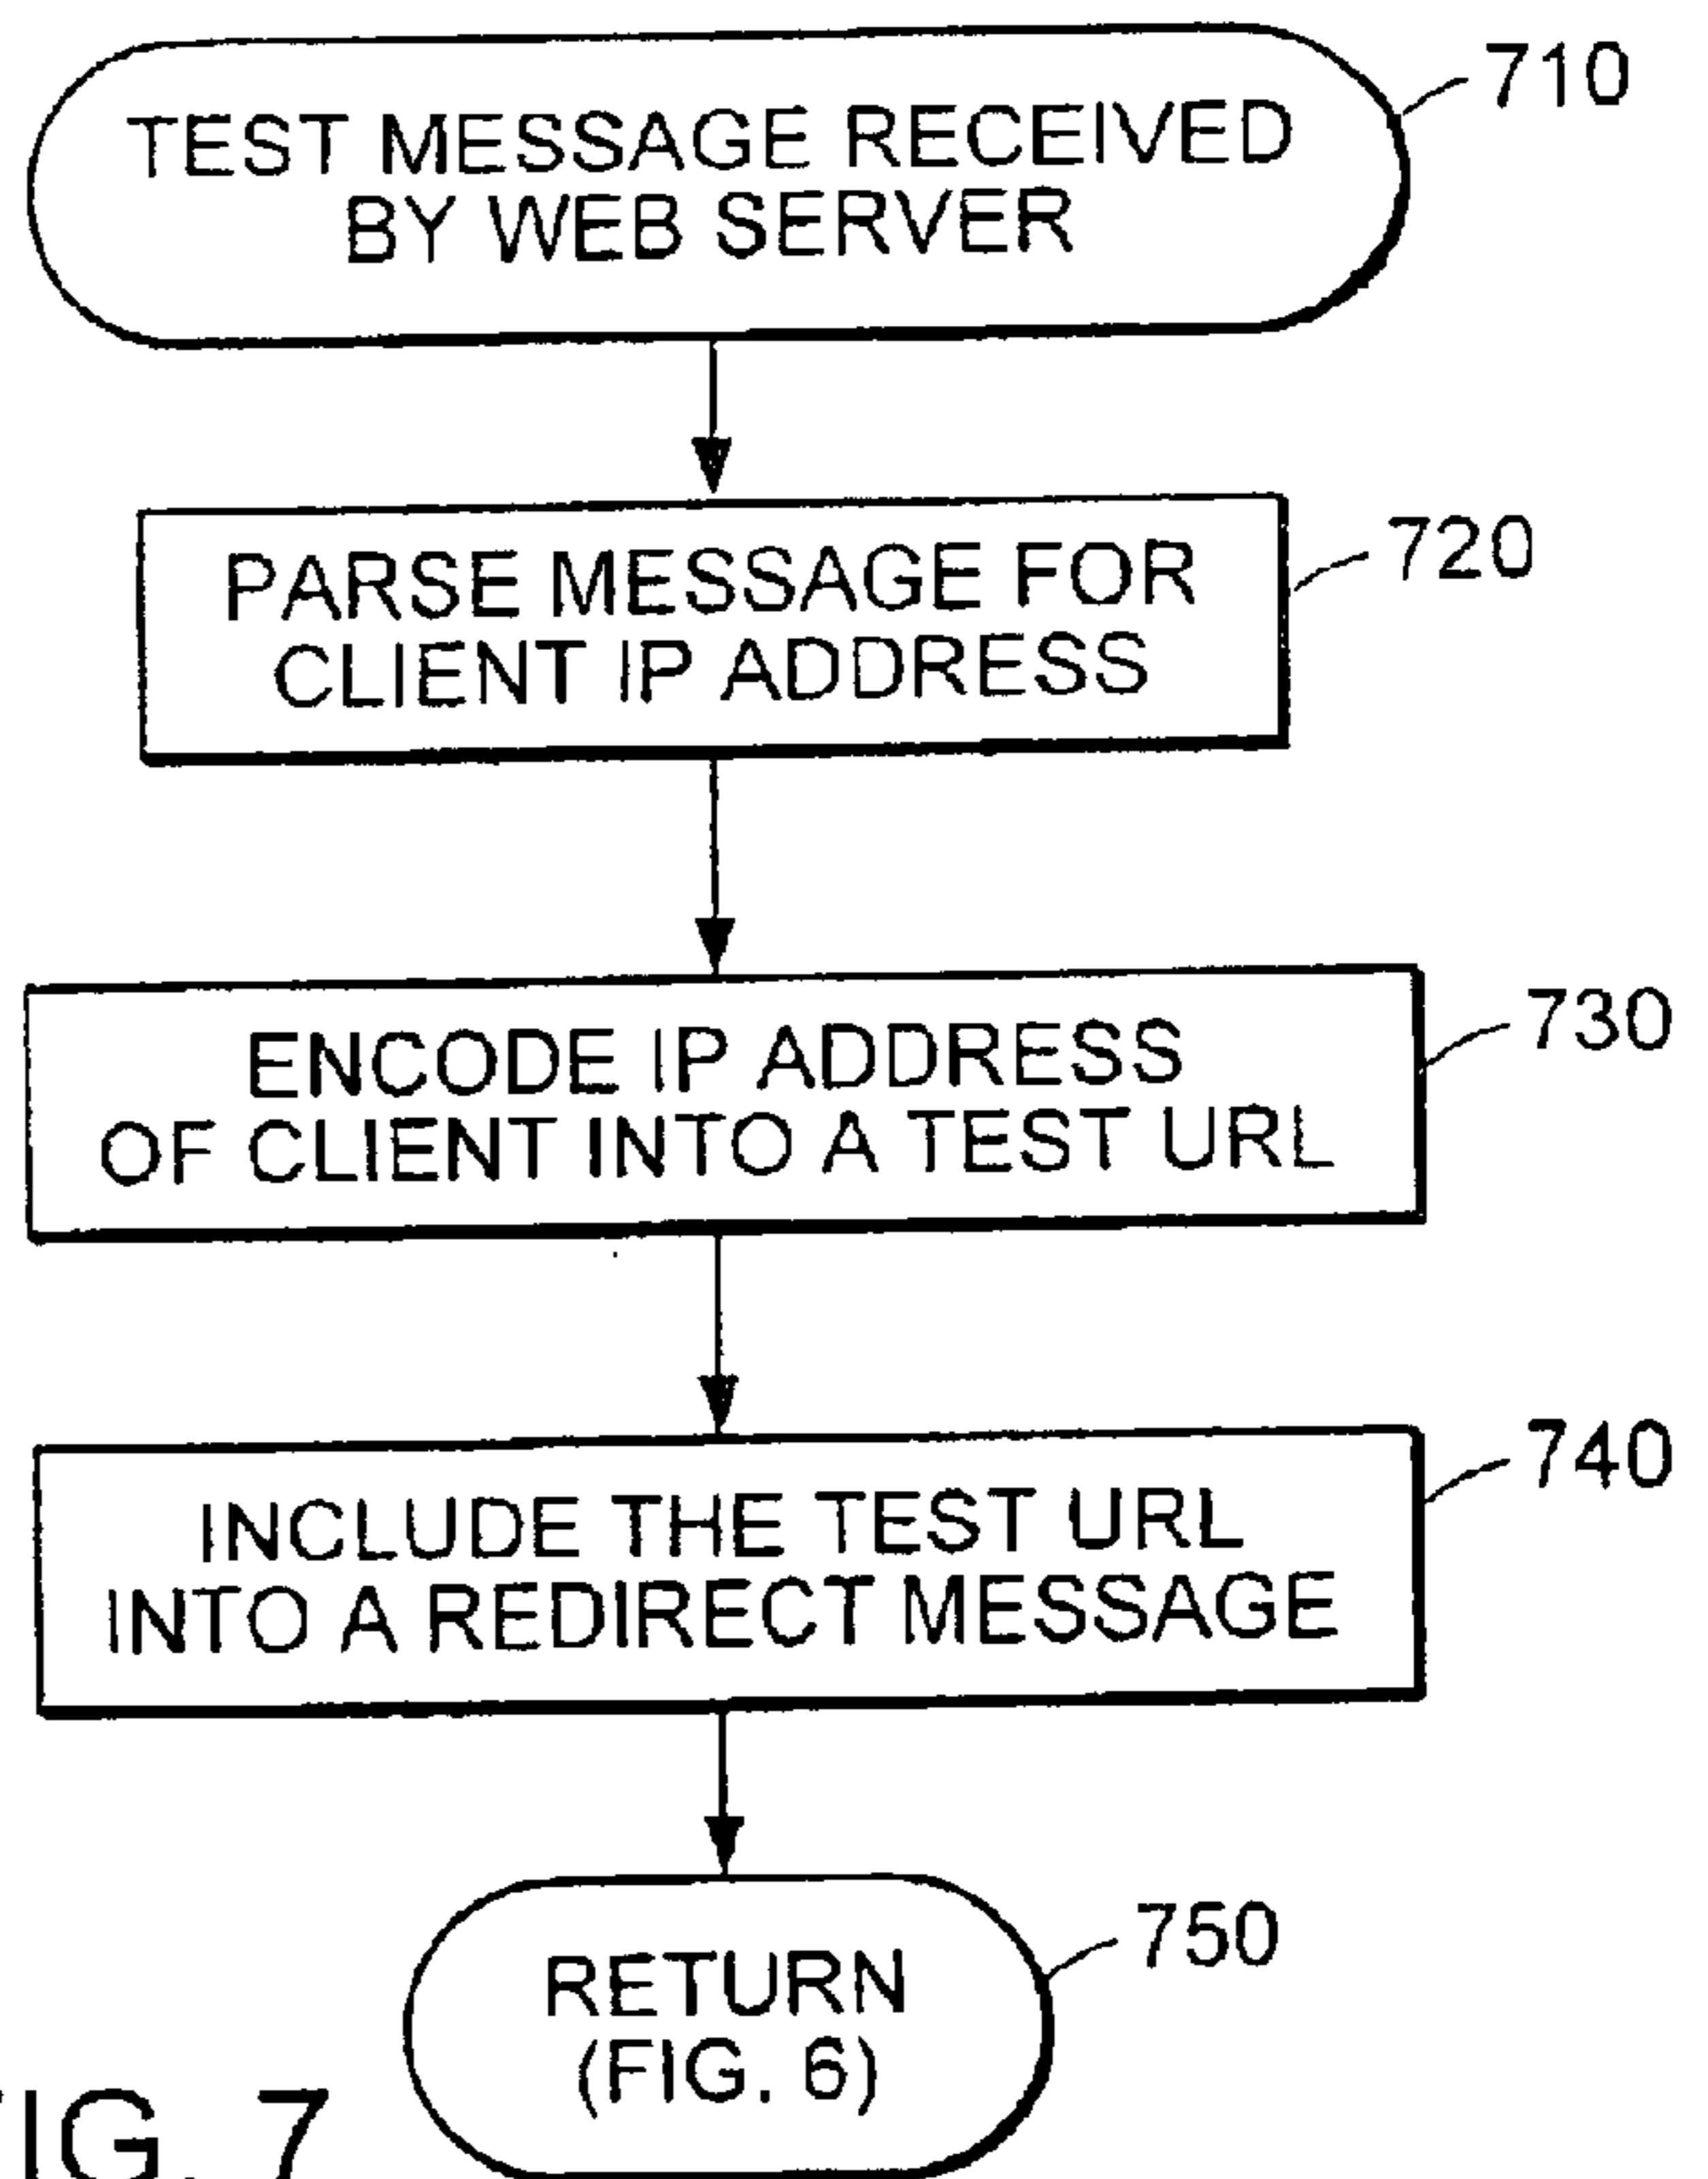 TEST MESSAGE RECEIVED
BY WEB SERVER
710
PARSE MESSAGE FOR
CLIENT IP ADDRESS
720
ENCODE IP ADDRESS
OF CLIENT INTO A TEST URL
730
INCLUDE THE TEST URL
INTO A REDIRECT MESSAGE
740
RETURN
(FIG. 6)
750
FIG. 7